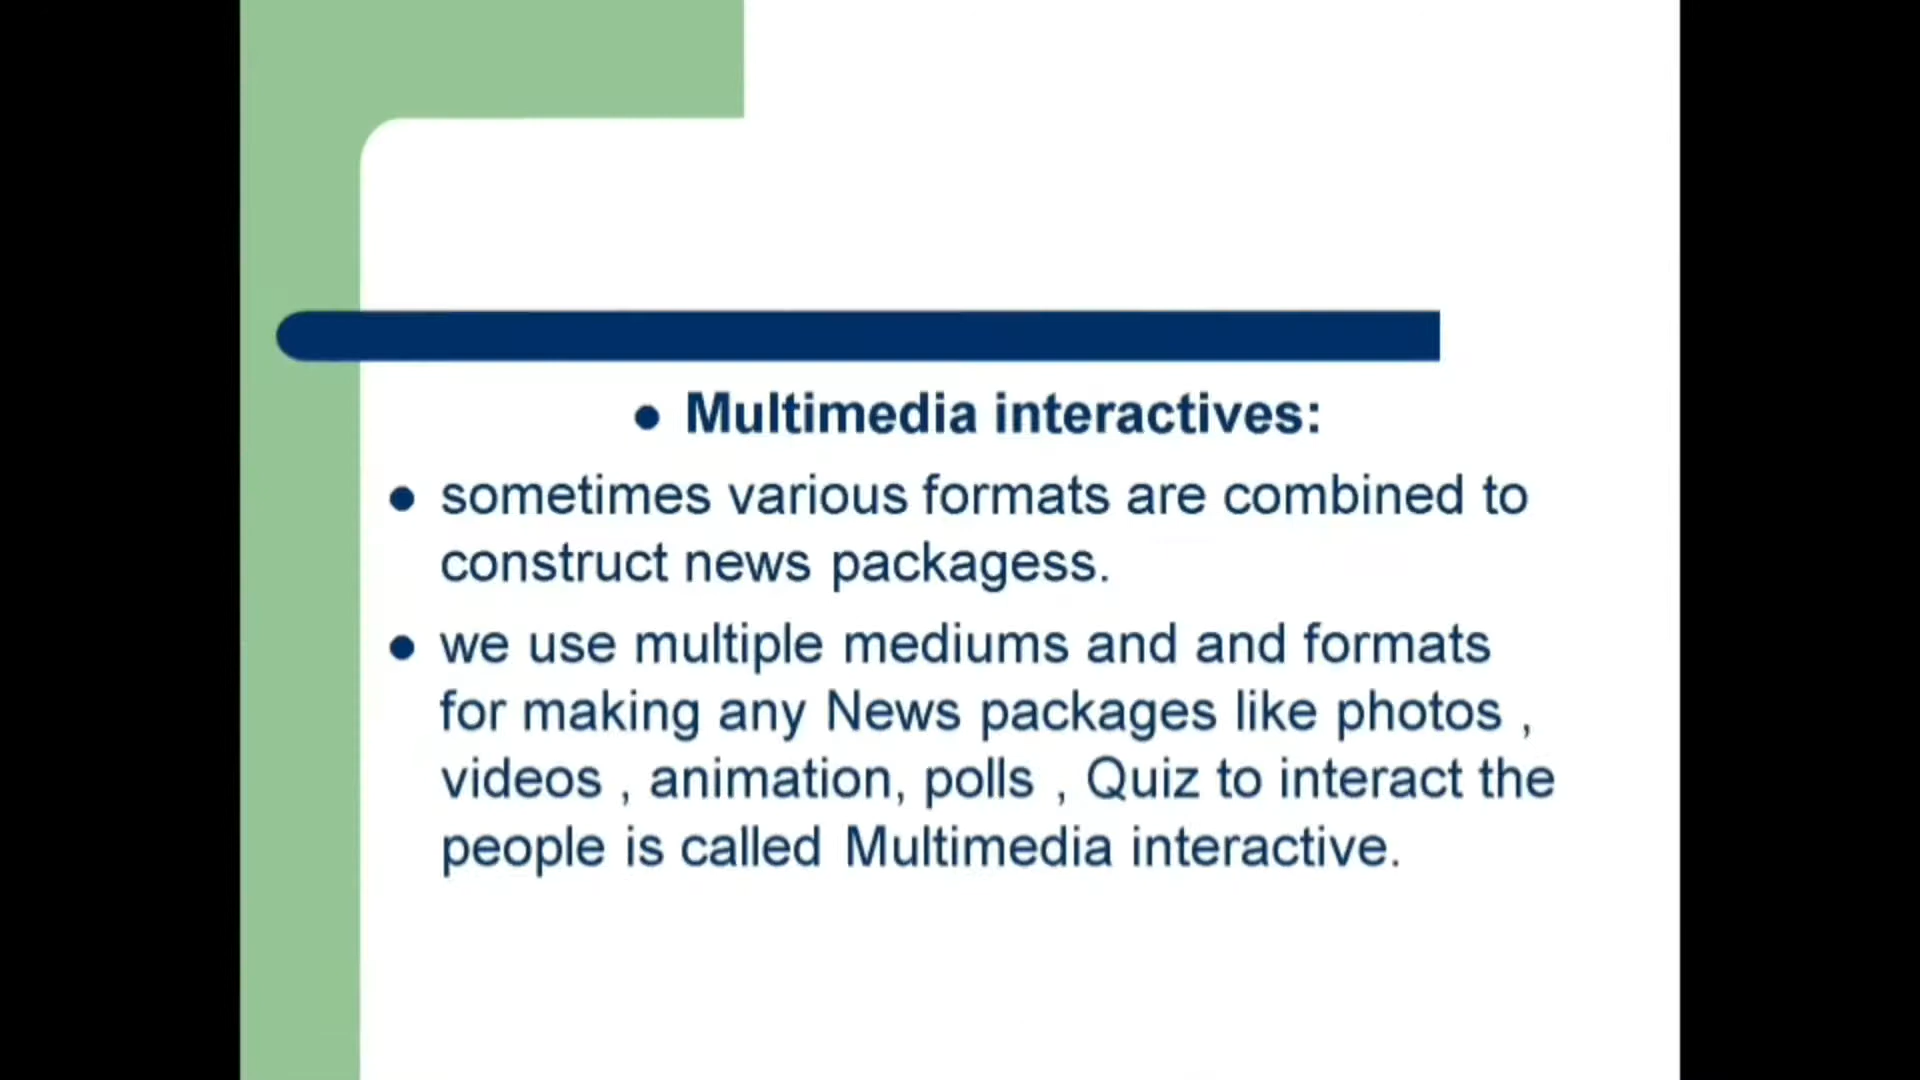 ● Multimedia interactives:
● sometimes various formats are combined to
construct news packagess.
● we use multiple mediums and and formats
for making any News packages like photos ,
videos , animation, polls , Quiz to interact the
people is called Multimedia interactive.